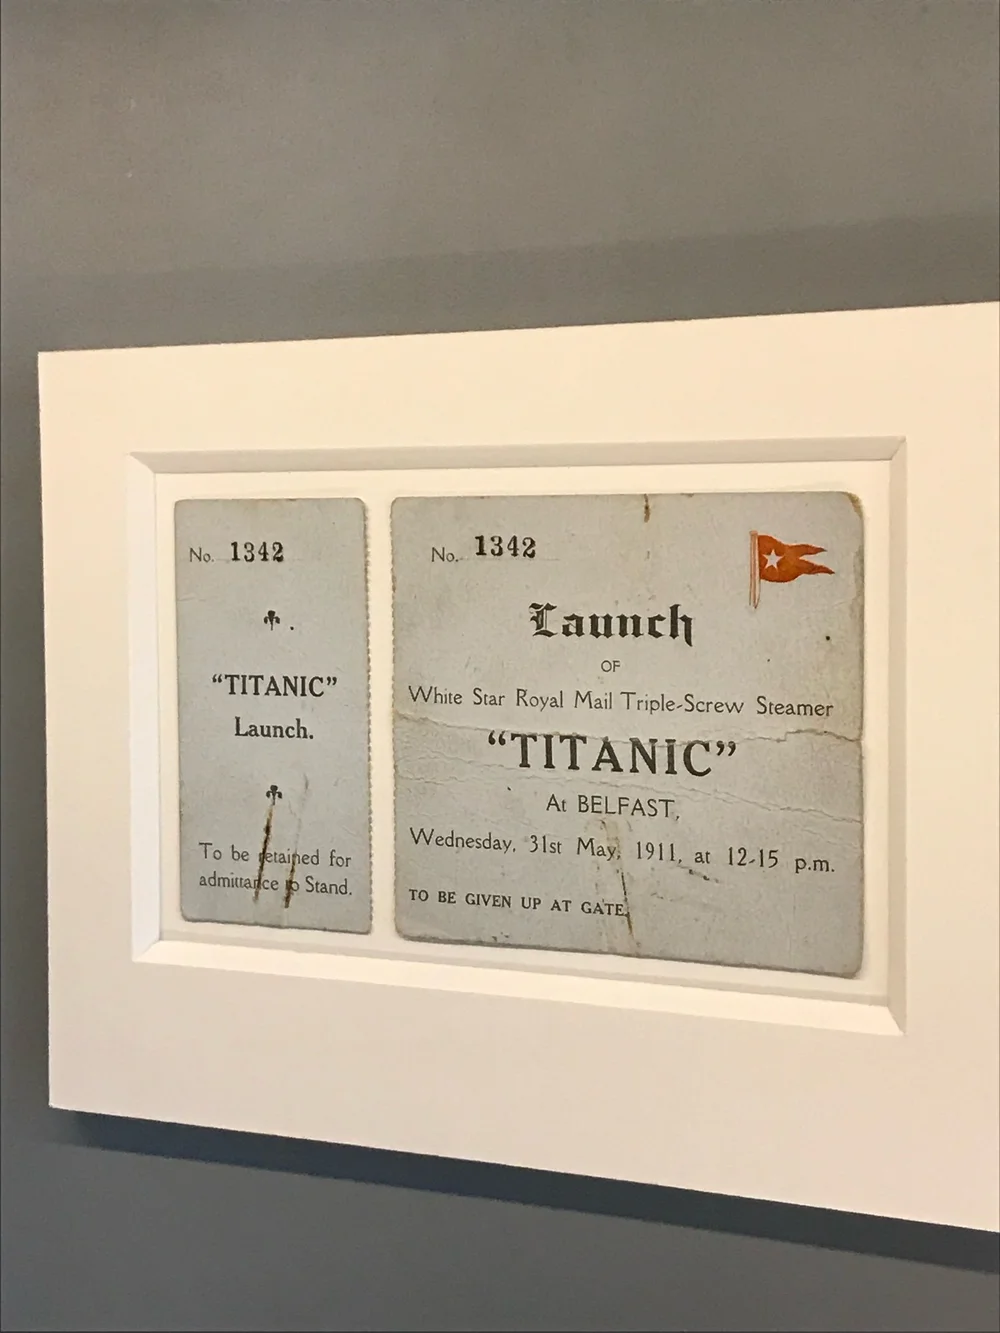 No. 1342
"TITANIC"
Launch.
To be retained for
admittance to Stand.
No. 1342
Launch
OF
White Star Royal Mail Triple-Screw Steamer
"TITANIC"
At BELFAST,
Wednesday, 31st May, 1911, at 12-15 p.m.
TO BE GIVEN UP AT GATE.